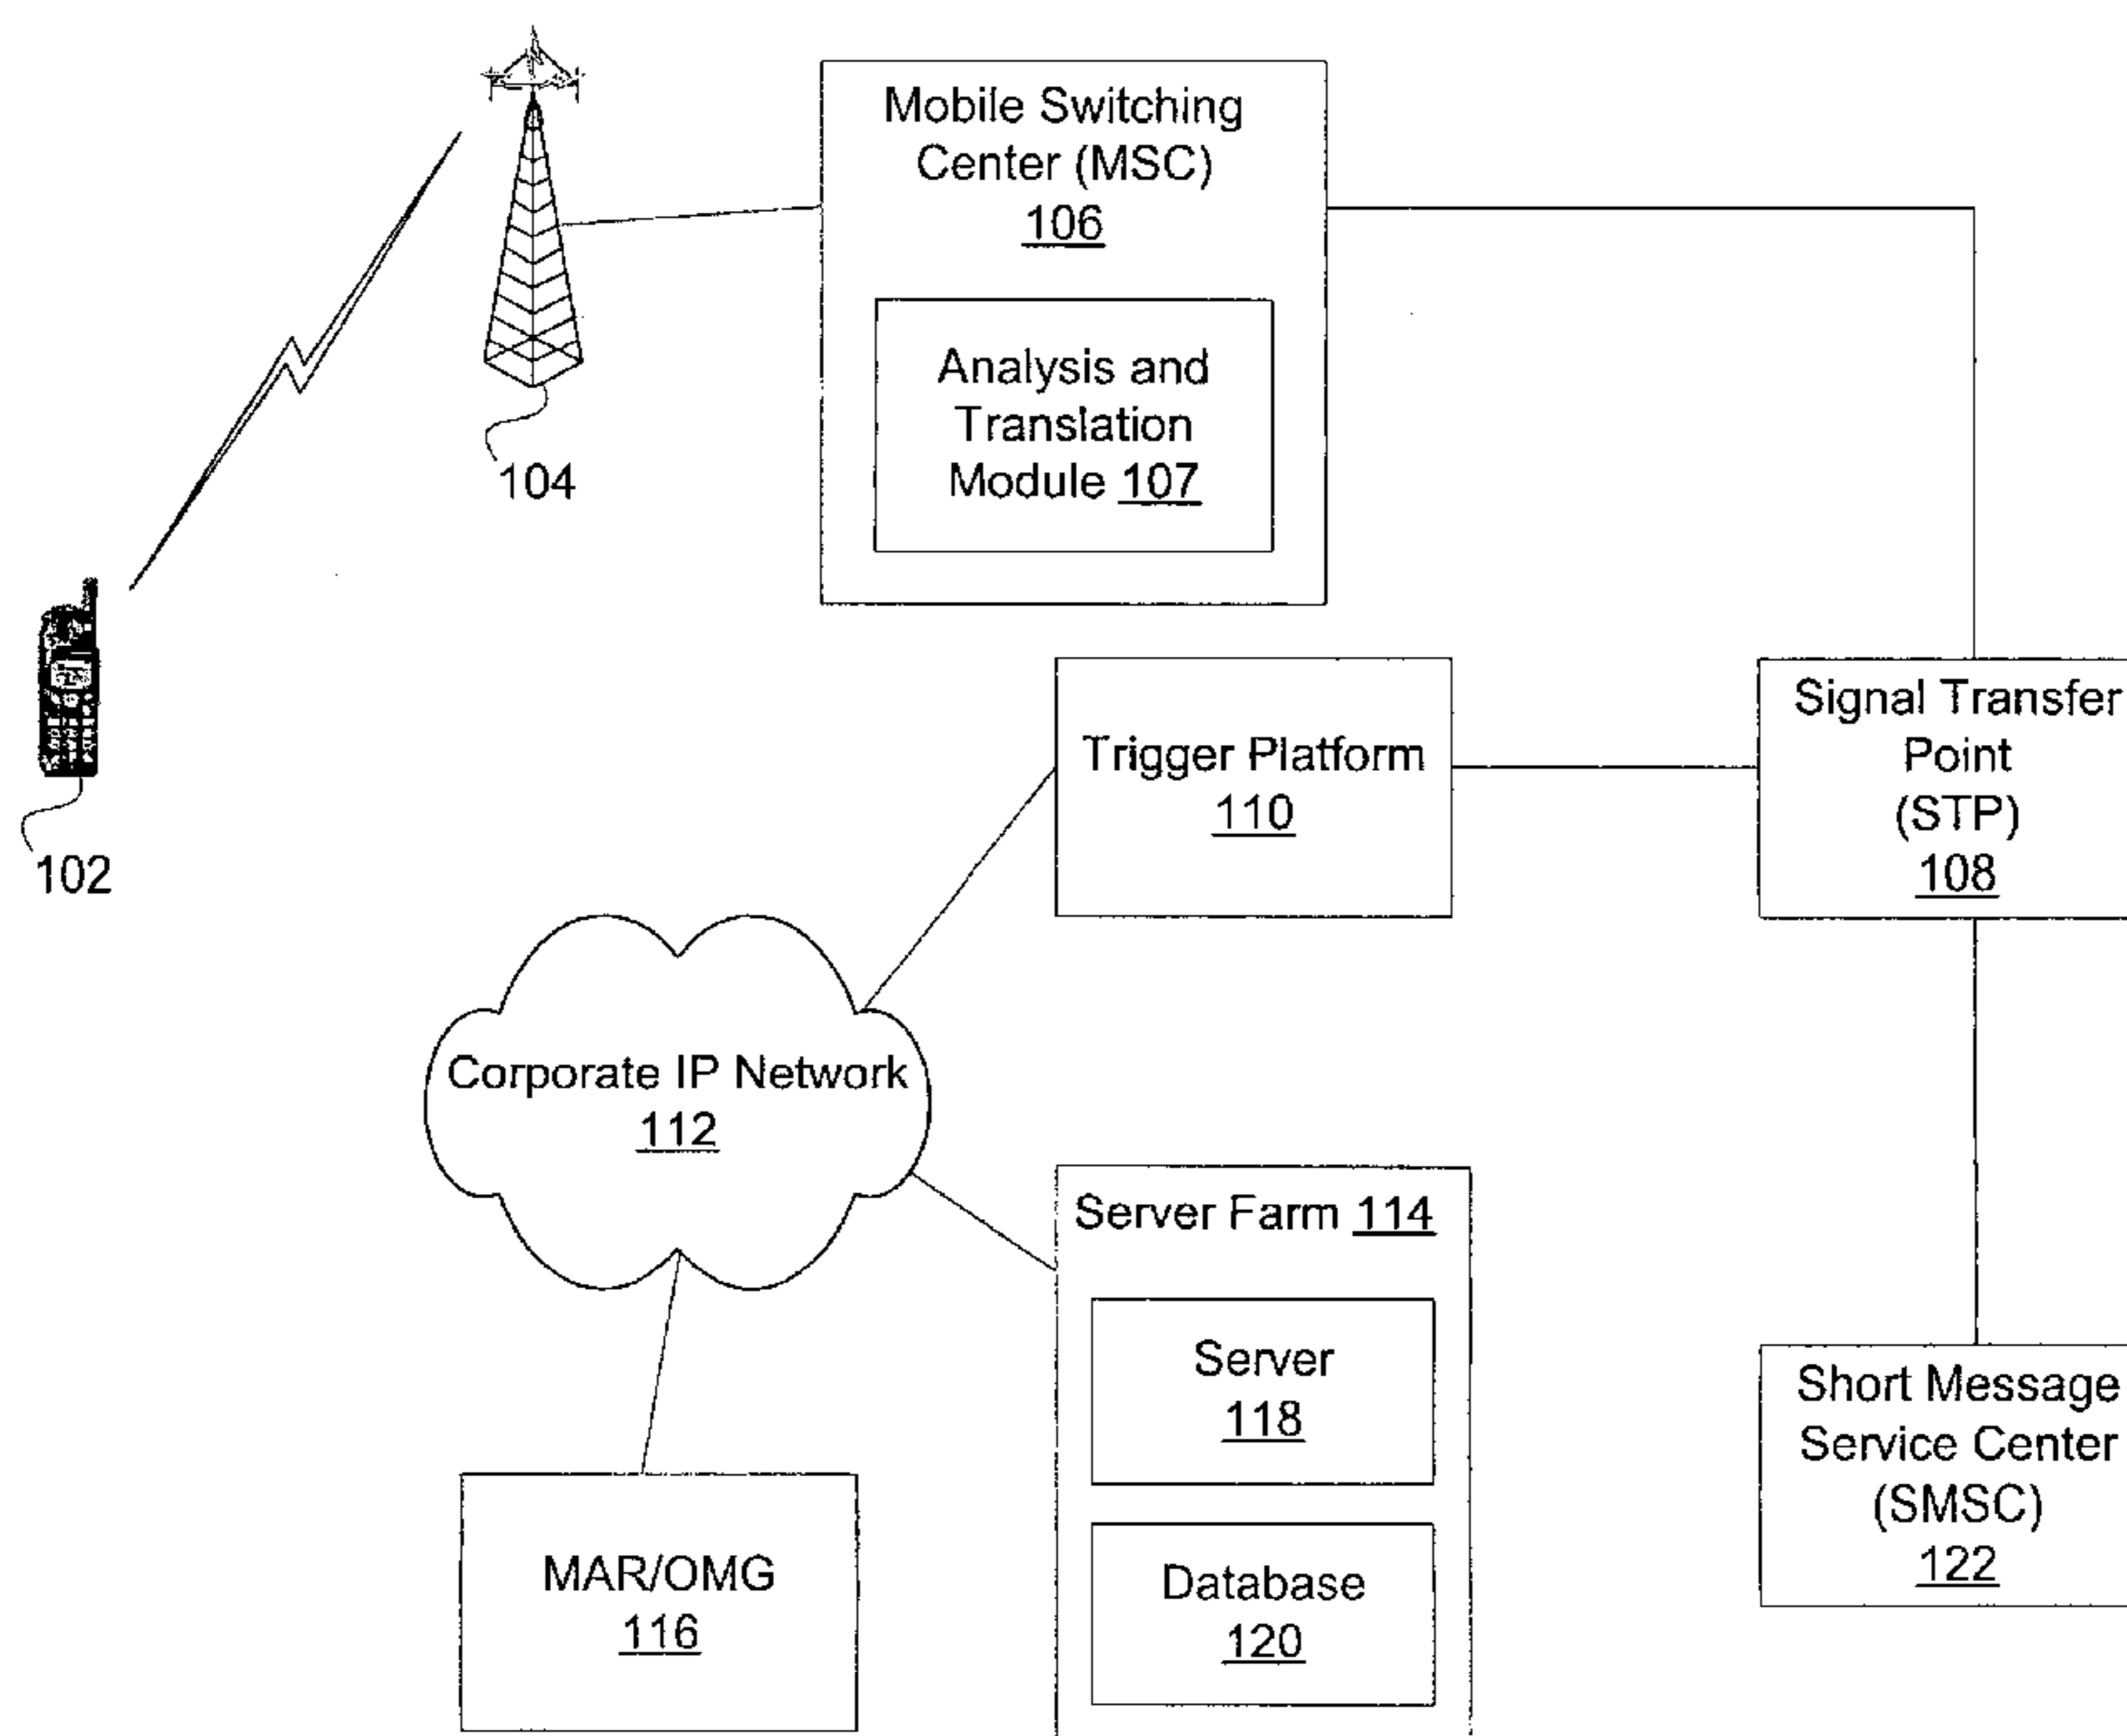 Mobile Switching
Center (MSC)
106
Analysis and
Translation
Module 107
104
102
Trigger Platform
110
Signal Transfer
Point
(STP)
108
Corporate IP Network
112
Server Farm 114
Server
118
Database
120
MAR/OMG
116
Short Message
Service Center
(SMSC)
122